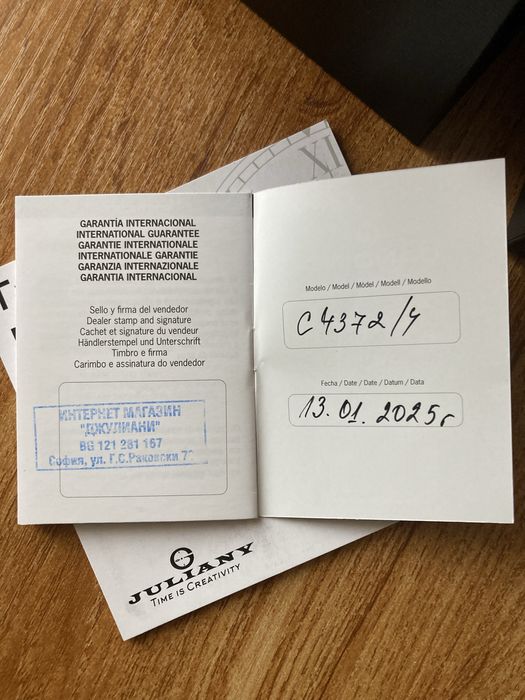 XI
GARANTÍA INTERNACIONAL
INTERNATIONAL GUARANTEE
GARANTIE INTERNATIONALE
INTERNATIONALE GARANTIE
GARANZIA INTERNAZIONALE
GARANTIA INTERNACIONAL
Sello y firma del vendedor
Dealer stamp and signature
Cachet et signature du vendeur
Händlerstempel und Unterschrift
Timbro e firma
Carimbo e assinatura do vendedor
ИНТЕРНЕТ МАГАЗИН
"ДЖУЛИАНИ"
BG 121 281 167
София, ул. Г.С.Раковски
Modelo / Model / Model / Modell / Modello
C4372/4
Fecha / Date / Date / Datum / Data
13.01.2025г
JULIANY
TIME IS CREATIVITY